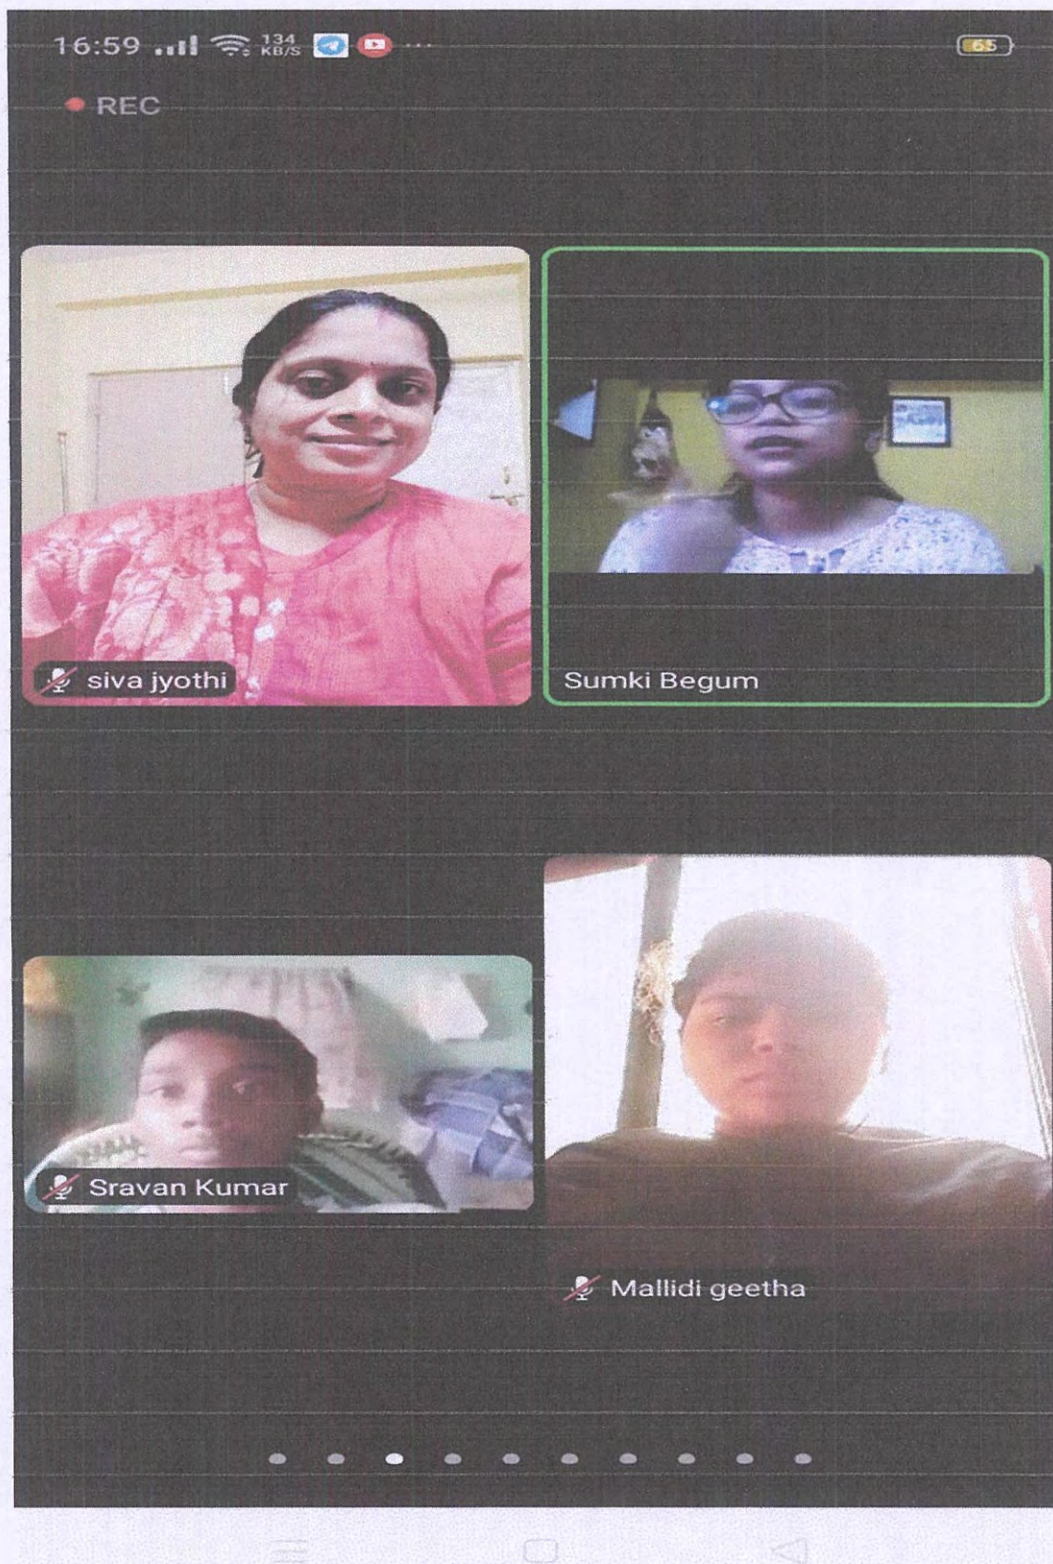 16:59 134 KB/S ... 65
REC
siva jyothi
Sumki Begum
Sravan Kumar
Mallidi geetha